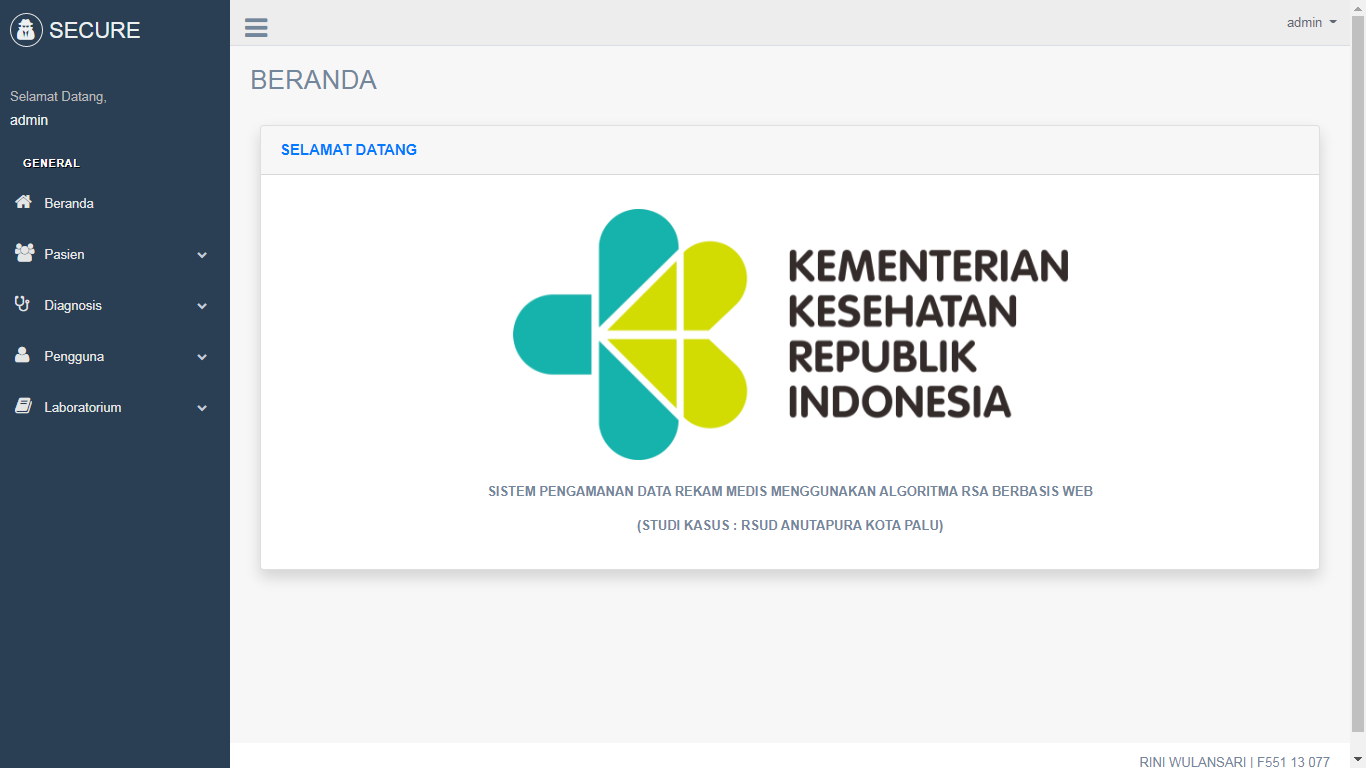 SECURE
admin
Selamat Datang,
admin
GENERAL
Beranda
Pasien
Diagnosis
Pengguna
Laboratorium
BERANDA
SELAMAT DATANG
KEMENTERIAN
KESEHATAN
REPUBLIK
INDONESIA
SISTEM PENGAMANAN DATA REKAM MEDIS MENGGUNAKAN ALGORITMA RSA BERBASIS WEB
(STUDI KASUS : RSUD ANUTAPURA KOTA PALU)
RINI WULANSARI | F551 13 077